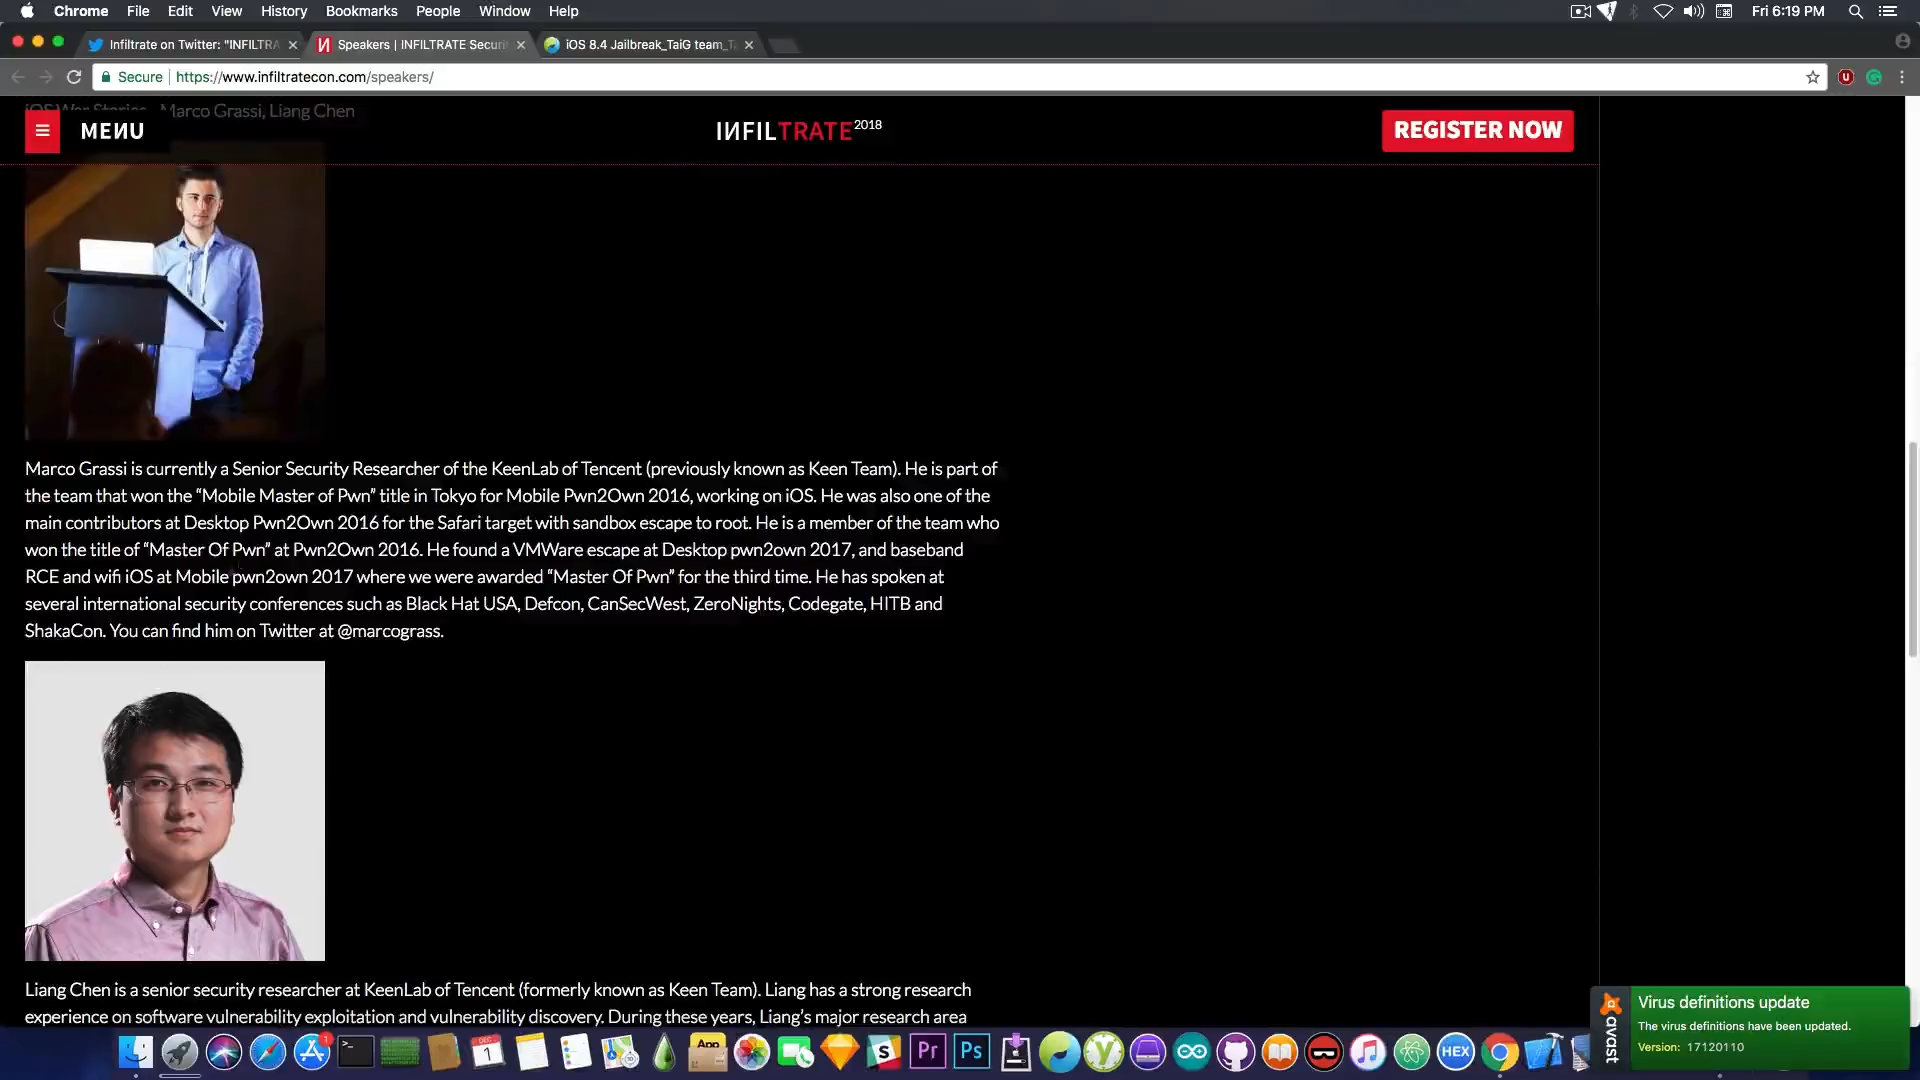 Chrome File Edit View History Bookmarks People Window Help Fri 6:19 PM
Infiltrate on Twitter: "INFILTRA Speakers | INFILTRATE Securi iOS 8.4 Jailbreak_TaiG team_T
Secure https://www.infiltratecon.com/speakers/
iOS War Stories Marco Grassi, Liang Chen
MENU INFILTRATE 2018 REGISTER NOW
Marco Grassi is currently a Senior Security Researcher of the KeenLab of Tencent (previously known as Keen Team). He is part of
the team that won the “Mobile Master of Pwn” title in Tokyo for Mobile Pwn2Own 2016, working on iOS. He was also one of the
main contributors at Desktop Pwn2Own 2016 for the Safari target with sandbox escape to root. He is a member of the team who
won the title of “Master Of Pwn” at Pwn2Own 2016. He found a VMWare escape at Desktop pwn2own 2017, and baseband
RCE and wifi iOS at Mobile pwn2own 2017 where we were awarded “Master Of Pwn” for the third time. He has spoken at
several international security conferences such as Black Hat USA, Defcon, CanSecWest, ZeroNights, Codegate, HITB and
ShakaCon. You can find him on Twitter at @marcograss.
Liang Chen is a senior security researcher at KeenLab of Tencent (formerly known as Keen Team). Liang has a strong research
experience on software vulnerability exploitation and vulnerability discovery. During these years, Liang’s major research area
avast
Virus definitions update
The virus definitions have been updated.
Version: 17120110
DEC 1 App Pr Ps HEX